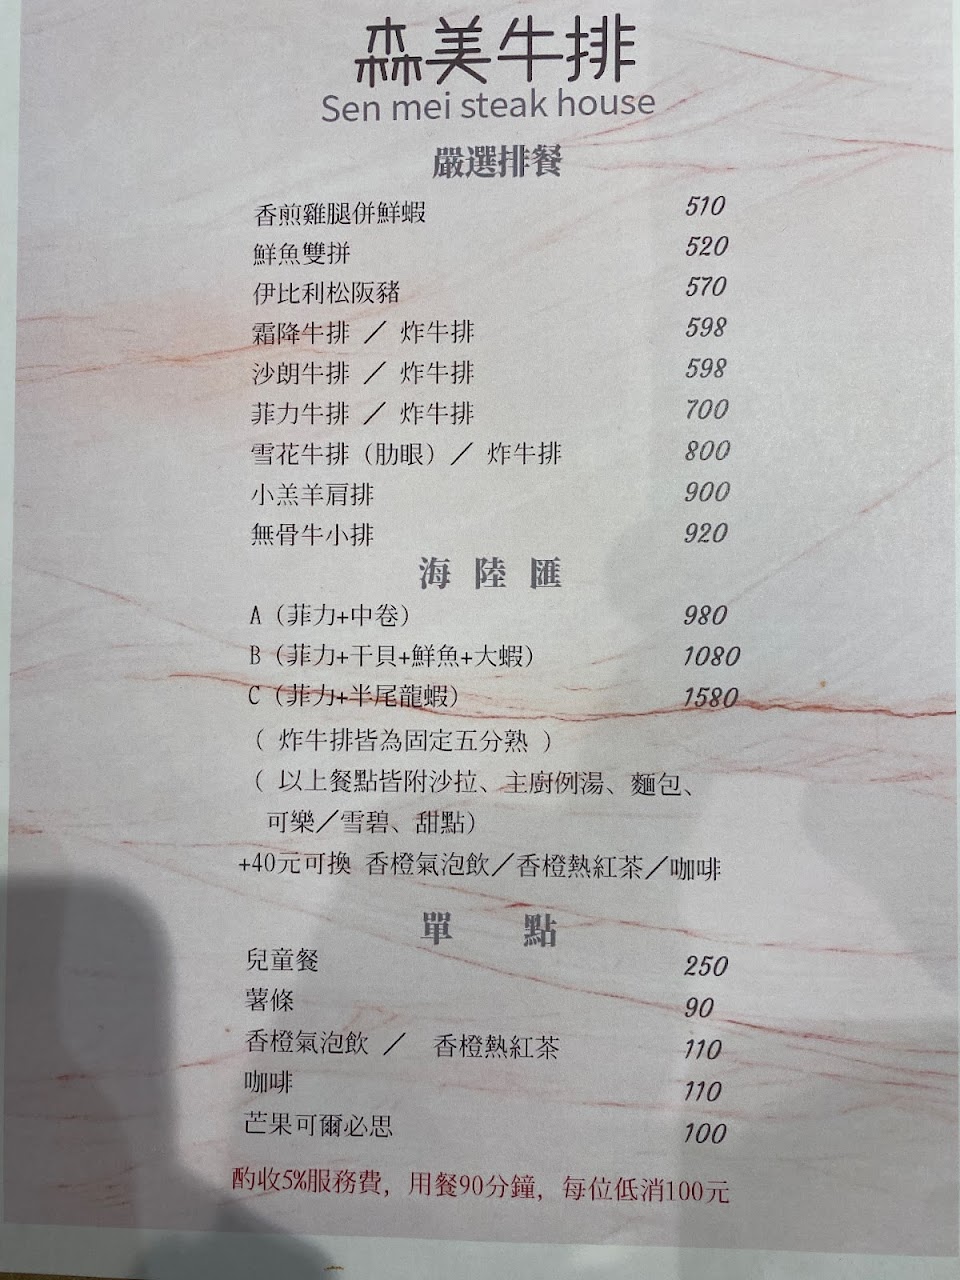 森美牛排
Sen mei steak house
嚴選排餐
香煎雞腿併鮮蝦 510
鮮魚雙拼 520
伊比利松阪豬 570
霜降牛排 ／ 炸牛排 598
沙朗牛排 ／ 炸牛排 598
菲力牛排 ／ 炸牛排 700
雪花牛排（肋眼）／ 炸牛排 800
小羔羊肩排 900
無骨牛小排 920
海陸匯
A（菲力+中卷） 980
B（菲力+干貝+鮮魚+大蝦） 1080
C（菲力+半尾龍蝦） 1580
（ 炸牛排皆為固定五分熟 ）
（ 以上餐點皆附沙拉、主廚例湯、麵包、
可樂／雪碧、甜點）
+40元可換 香橙氣泡飲／香橙熱紅茶／咖啡
單 點
兒童餐 250
薯條 90
香橙氣泡飲 ／ 香橙熱紅茶 110
咖啡 110
芒果可爾必思 100
酌收5%服務費，用餐90分鐘，每位低消100元